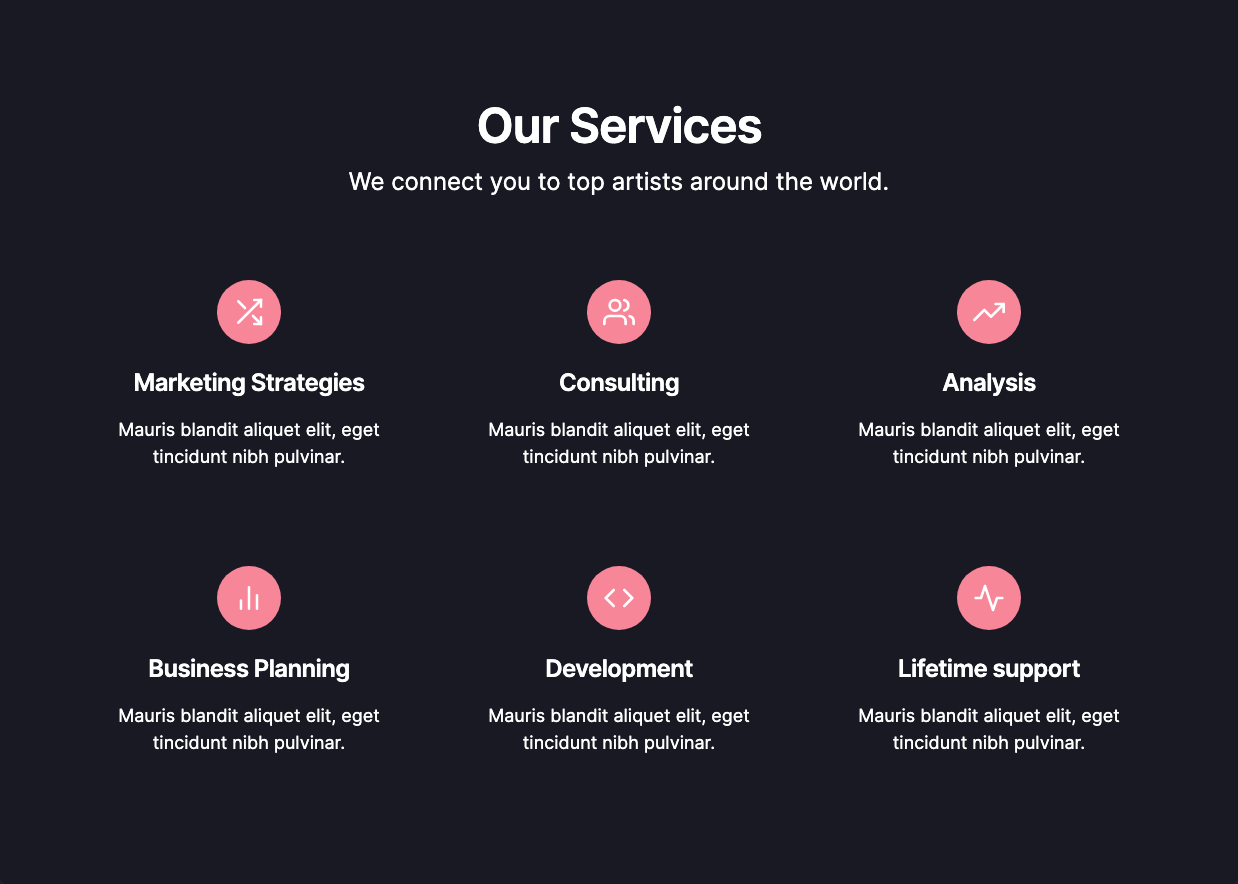 Our Services
We connect you to top artists around the world.
Marketing Strategies
Mauris blandit aliquet elit, eget
tincidunt nibh pulvinar.
Consulting
Mauris blandit aliquet elit, eget
tincidunt nibh pulvinar.
Analysis
Mauris blandit aliquet elit, eget
tincidunt nibh pulvinar.
Business Planning
Mauris blandit aliquet elit, eget
tincidunt nibh pulvinar.
Development
Mauris blandit aliquet elit, eget
tincidunt nibh pulvinar.
Lifetime support
Mauris blandit aliquet elit, eget
tincidunt nibh pulvinar.